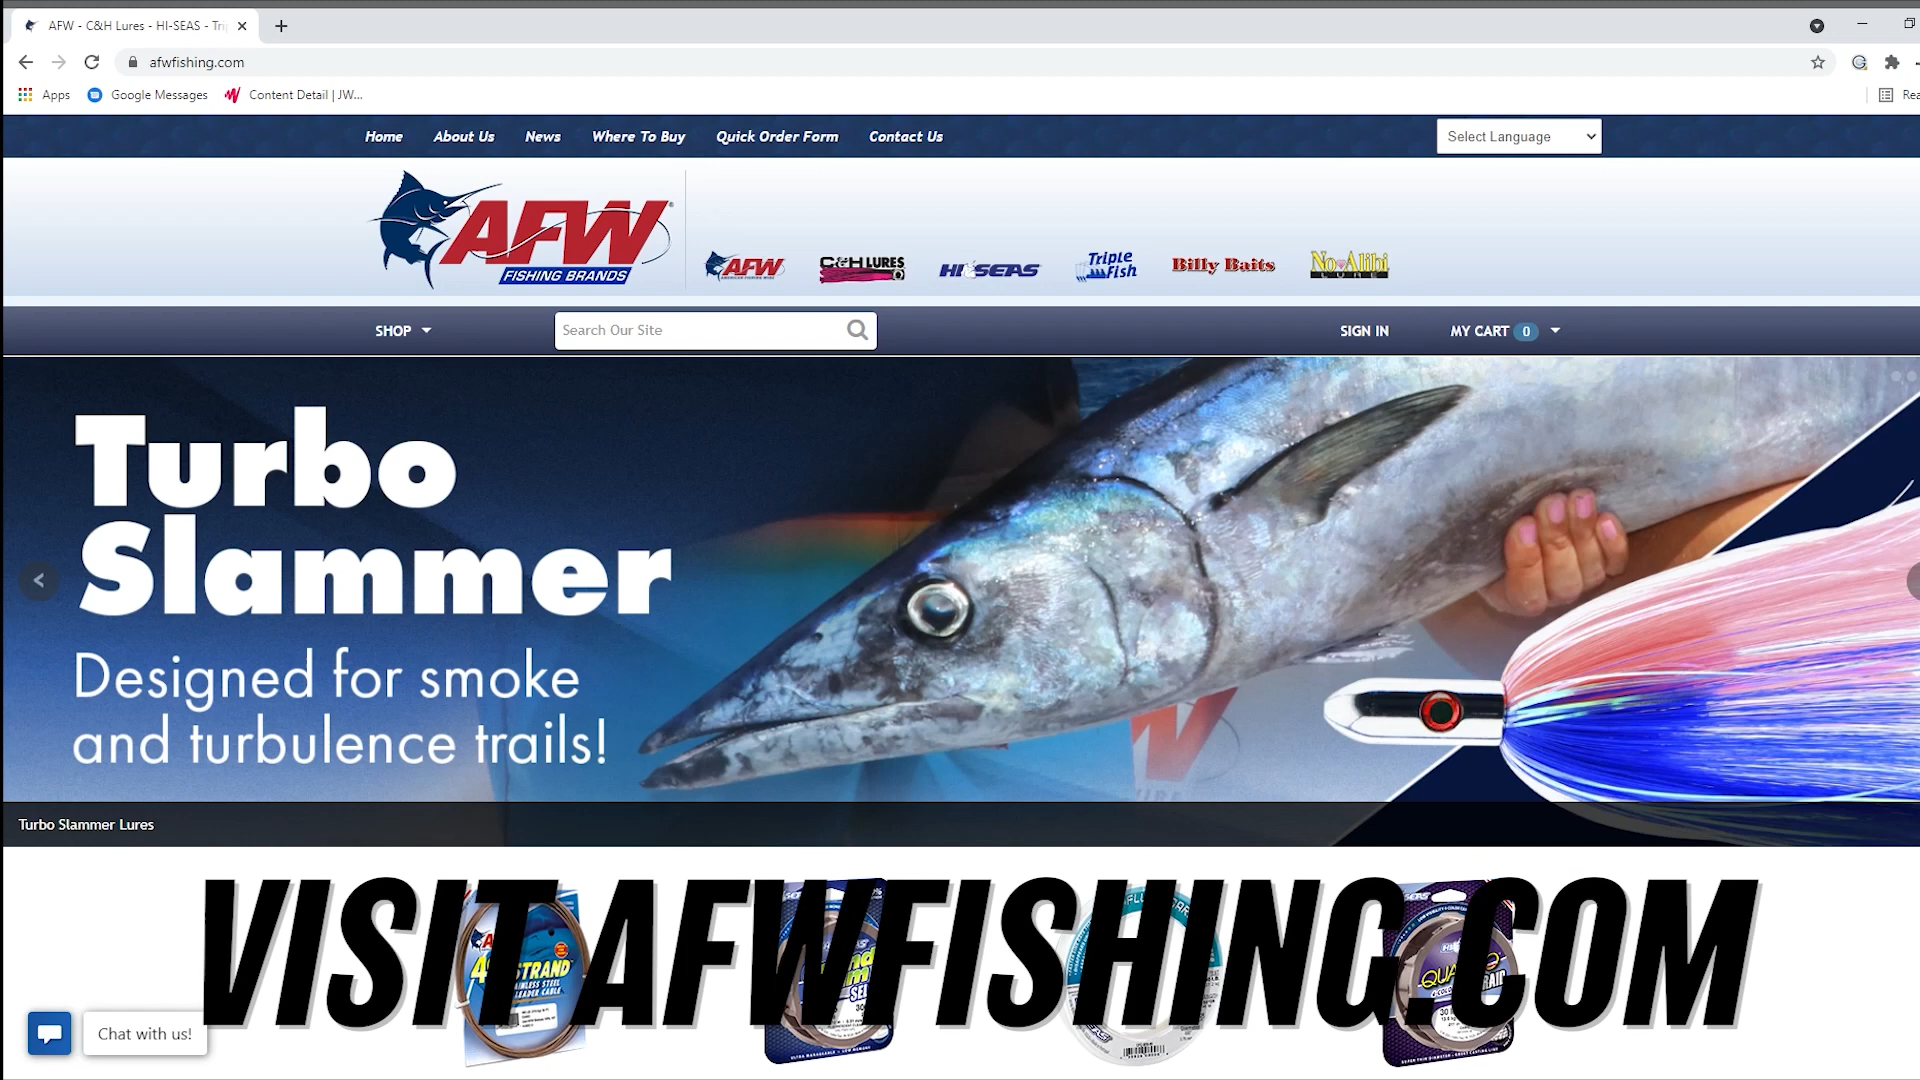 AFW - C&H Lures - HI-SEAS - Tri
afwfishing.com
Apps Google Messages Content Detail | JW... Rea
Home About Us News Where To Buy Quick Order Form Contact Us Select Language
AFW
FISHING BRANDS
AFW C&H LURES HI-SEAS Triple Fish Billy Baits No Alibi
SHOP Search Our Site SIGN IN MY CART 0
Turbo
Slammer
Designed for smoke
and turbulence trails!
Turbo Slammer Lures
VISIT AFWFISHING.COM
Chat with us!